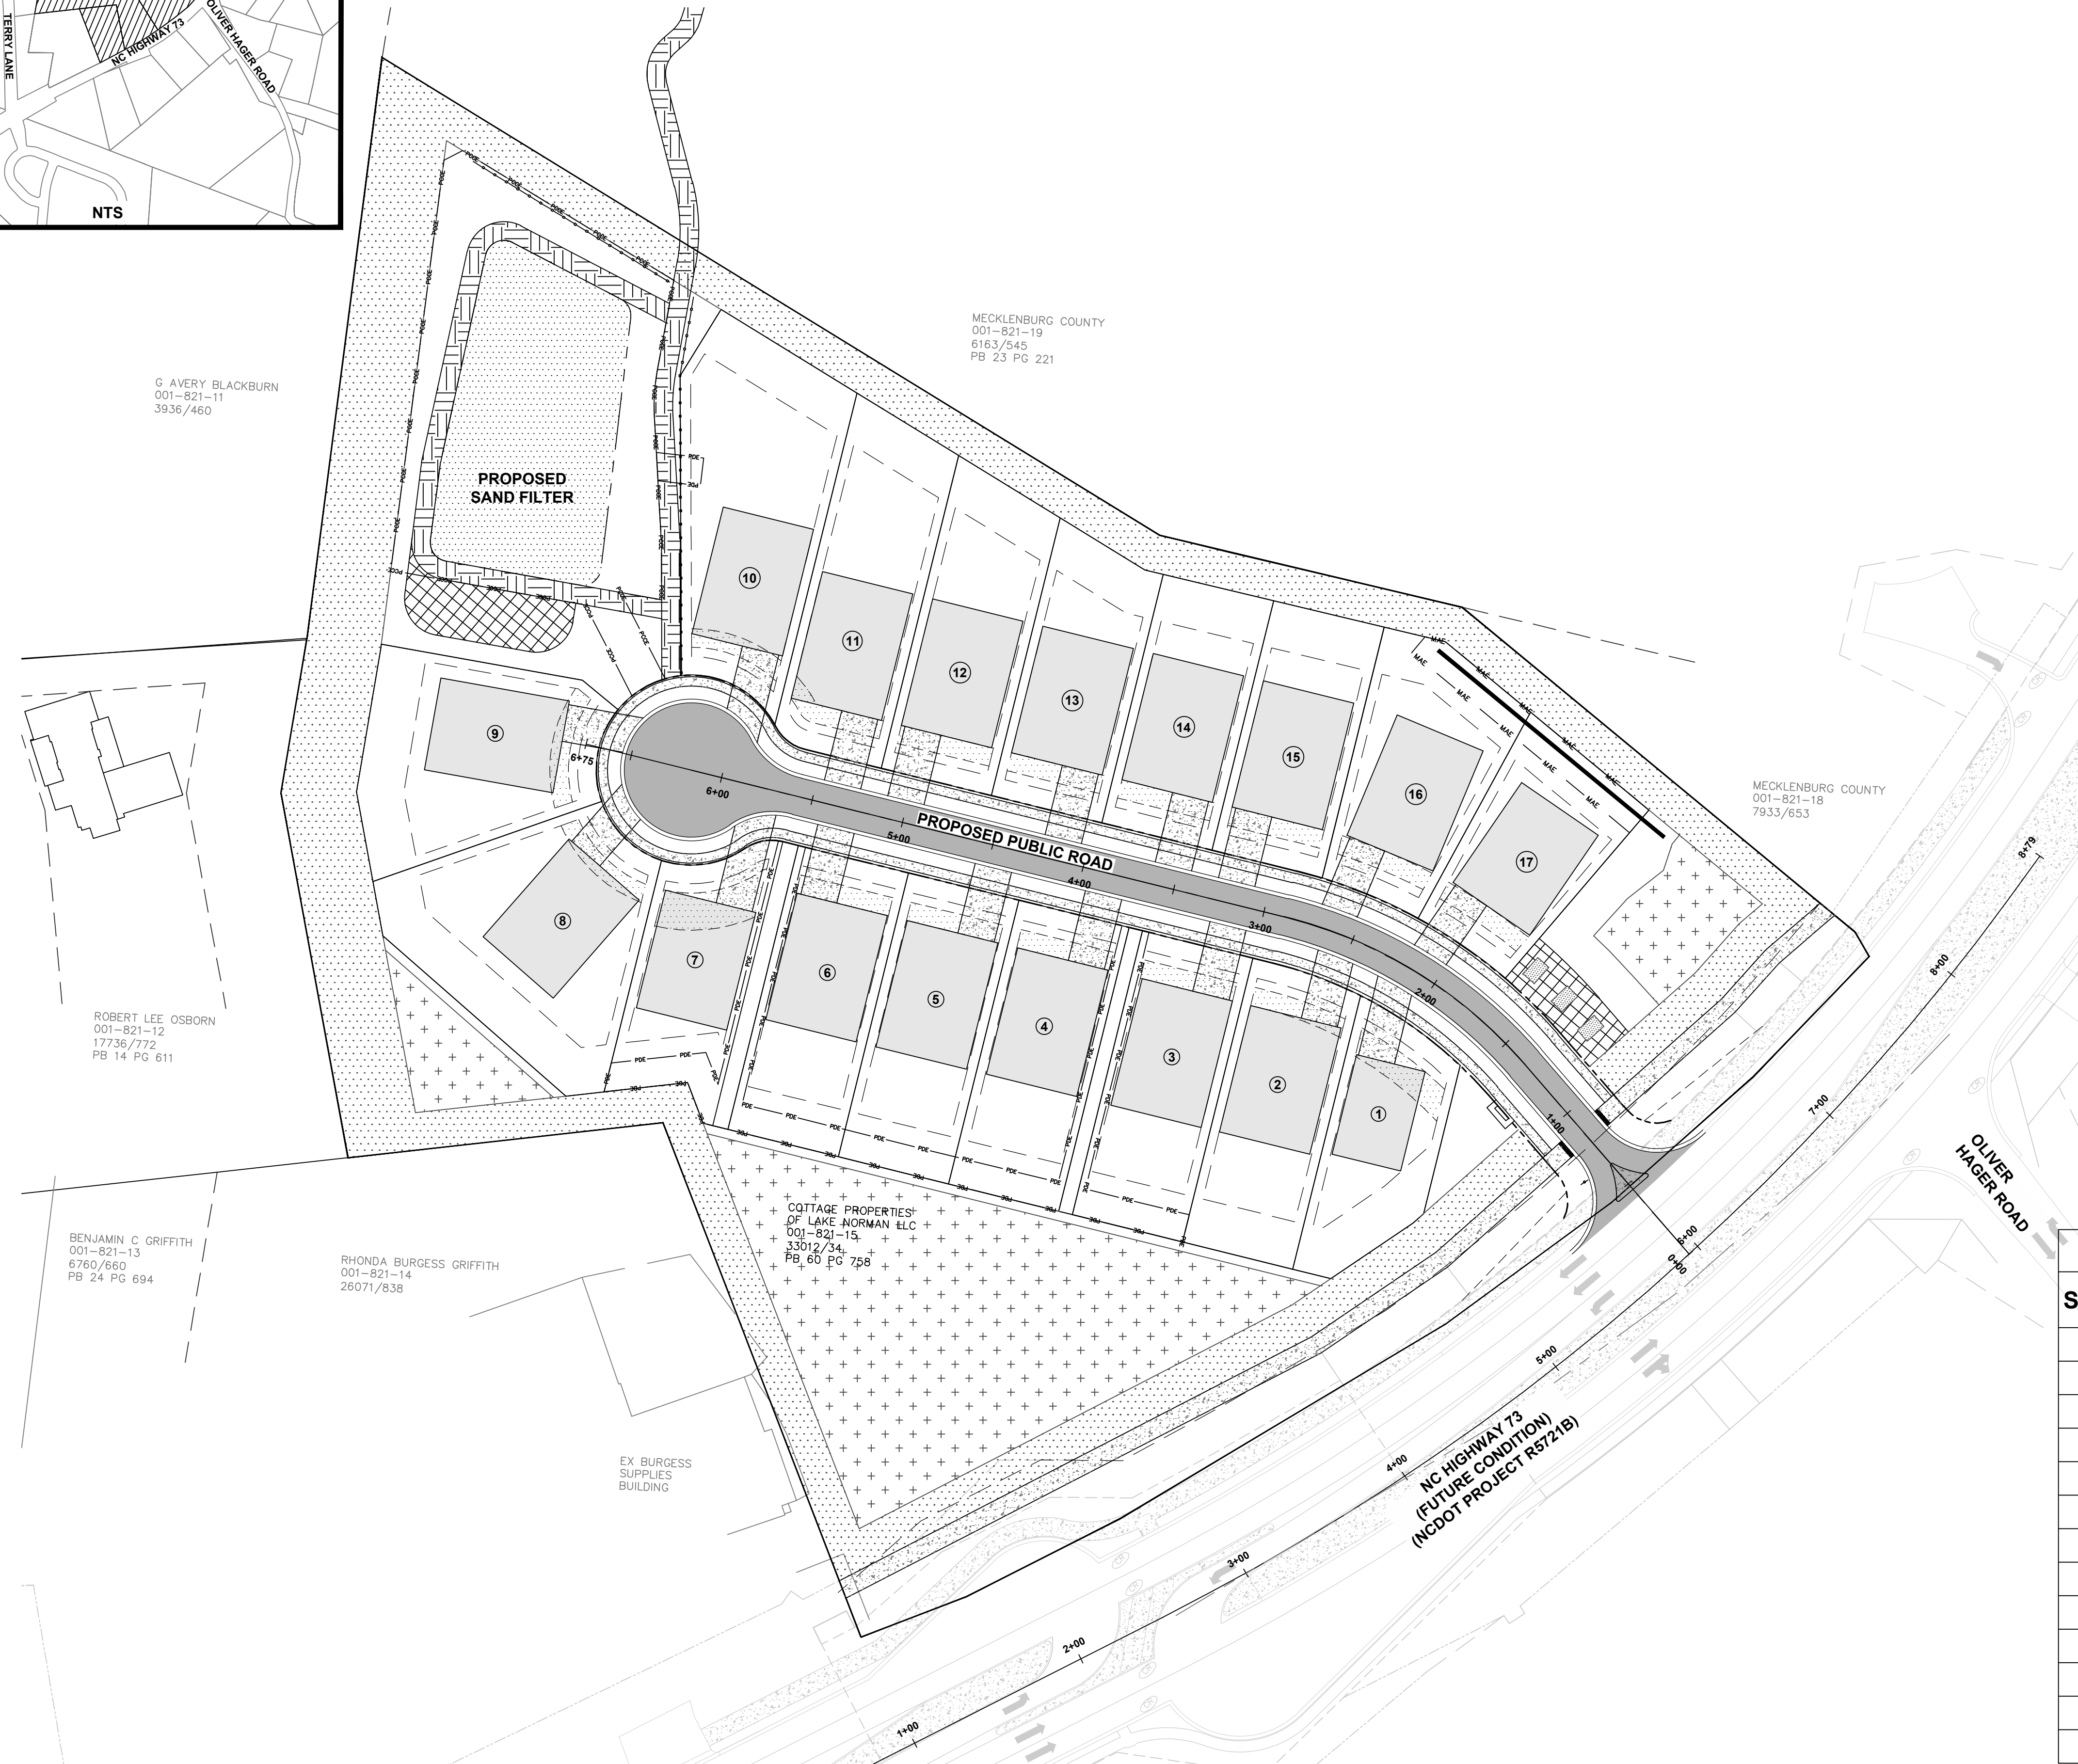 TERRY LANE
NC HIGHWAY 73
OLIVER HAGER ROAD
NTS
MECKLENBURG COUNTY
001-821-19
6163/545
PB 23 PG 221
G AVERY BLACKBURN
001-821-11
3936/460
PROPOSED
SAND FILTER
10
11
12
13
14
15
16
17
9
8
7
6
5
4
3
2
1
6+75
6+00
5+00
4+00
3+00
2+00
1+00
0+00
PROPOSED PUBLIC ROAD
MECKLENBURG COUNTY
001-821-18
7933/653
ROBERT LEE OSBORN
001-821-12
17736/772
PB 14 PG 611
BENJAMIN C GRIFFITH
001-821-13
6760/660
PB 24 PG 694
RHONDA BURGESS GRIFFITH
001-821-14
26071/838
COTTAGE PROPERTIES
OF LAKE NORMAN LLC
001-821-15
33012/34
PB 60 PG 758
EX BURGESS
SUPPLIES
BUILDING
OLIVER
HAGER ROAD
NC HIGHWAY 73
(FUTURE CONDITION)
(NCDOT PROJECT R5721B)
8+79
8+00
7+00
6+00
5+00
4+00
3+00
2+00
1+00
S
PCOE
PDE
MAE